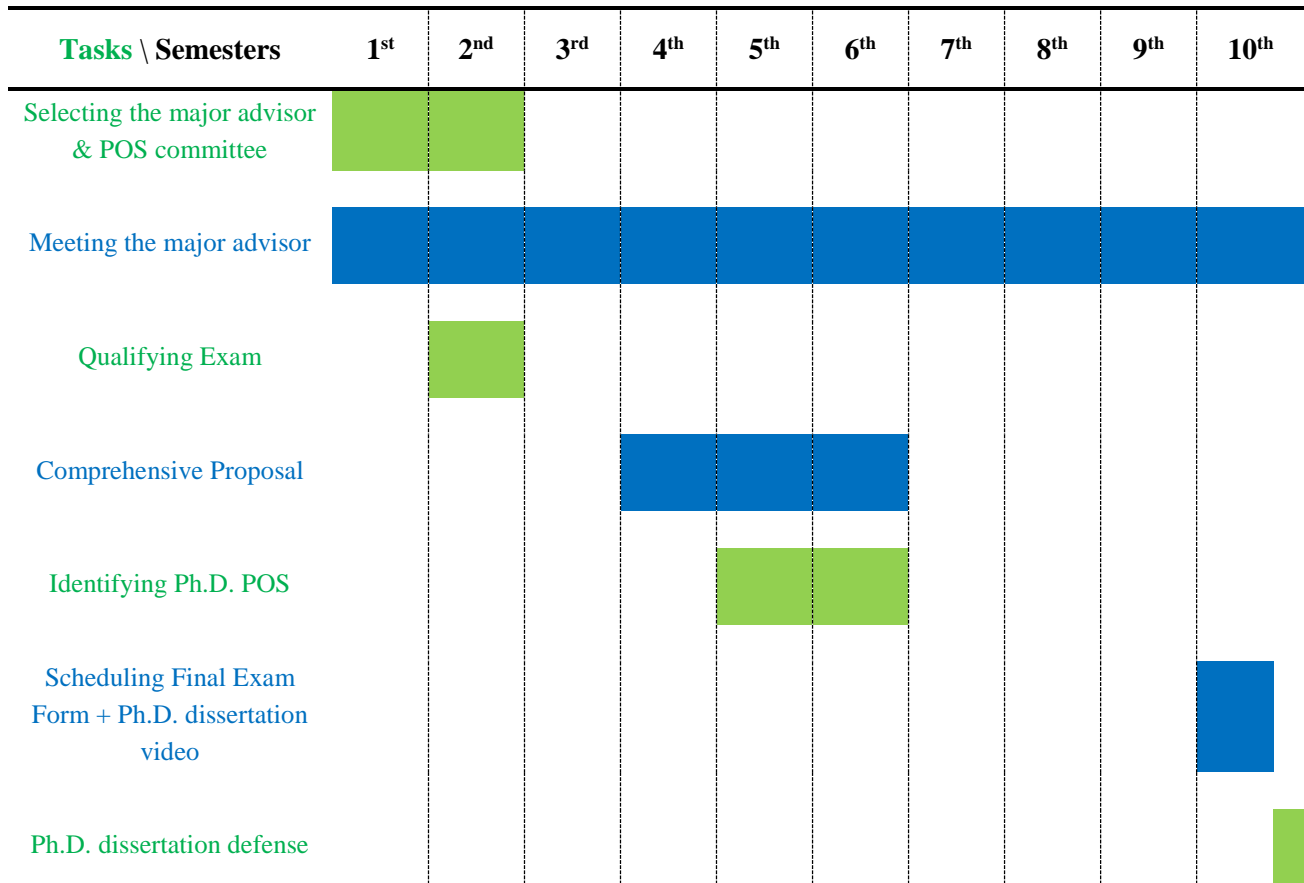 Tasks \ Semesters 1st 2nd 3rd 4th 5th 6th 7th 8th 9th 10th
Selecting the major advisor
& POS committee
Meeting the major advisor
Qualifying Exam
Comprehensive Proposal
Identifying Ph.D. POS
Scheduling Final Exam
Form + Ph.D. dissertation
video
Ph.D. dissertation defense